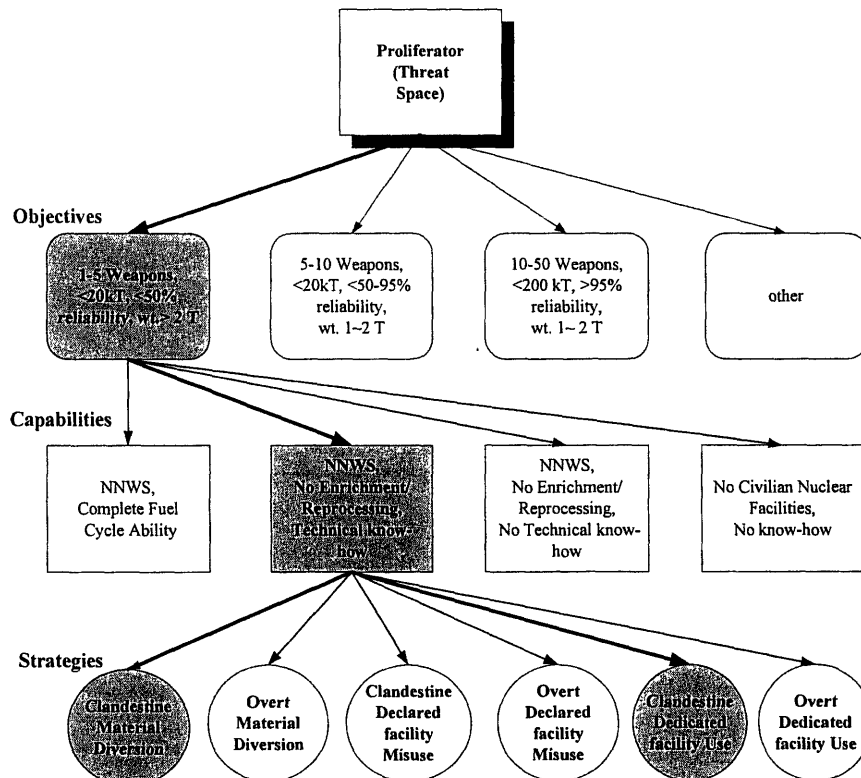 Proliferator
(Threat
Space)
Objectives
1-5 Weapons,
<20kT, <50%
reliability, wt.> 2 T
5-10 Weapons,
<20kT, <50-95%
reliability,
wt. 1~2 T
10-50 Weapons,
<200 kT, >95%
reliability,
wt. 1~ 2 T
other
Capabilities
NNWS,
Complete Fuel
Cycle Ability
NNWS,
No Enrichment/
Reprocessing,
Technical know-
how
NNWS,
No Enrichment/
Reprocessing,
No Technical know-
how
No Civilian Nuclear
Facilities,
No know-how
Strategies
Clandestine
Material
Diversion
Overt
Material
Diversion
Clandestine
Declared
facility
Misuse
Overt
Declared
facility
Misuse
Clandestine
Dedicated
facility Use
Overt
Dedicated
facility Use